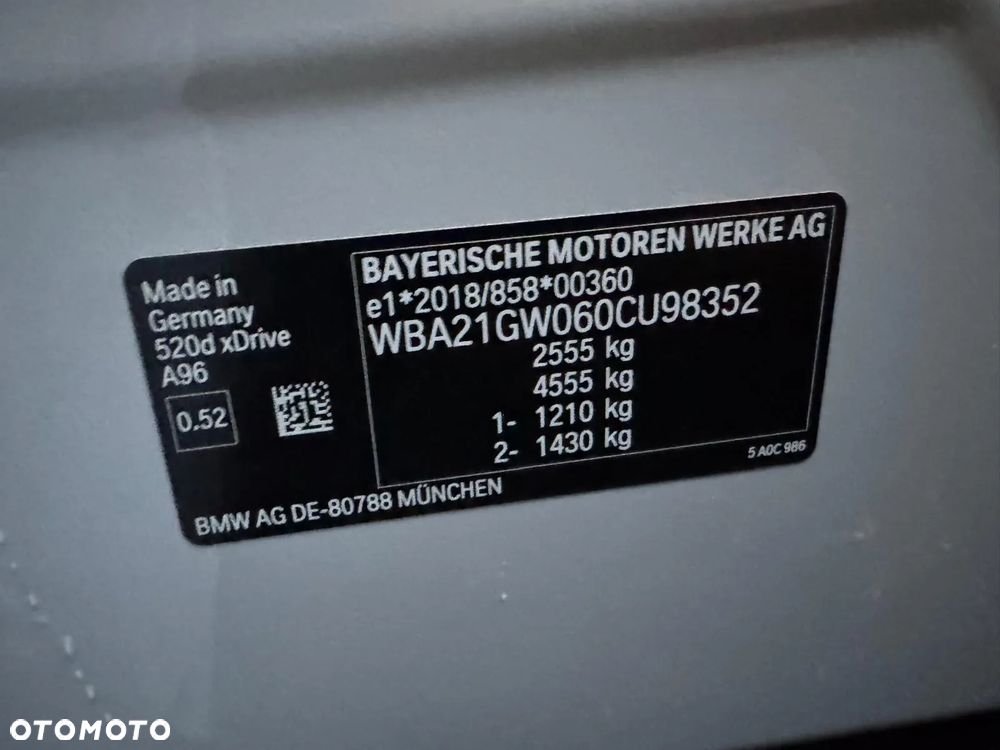 Made in
Germany
520d xDrive
A96
0.52
BAYERISCHE MOTOREN WERKE AG
e1*2018/858*00360
WBA21GW060CU98352
2555 kg
4555 kg
1- 1210 kg
2- 1430 kg
5 A0C 986
BMW AG DE-80788 MÜNCHEN
OTOMOTO